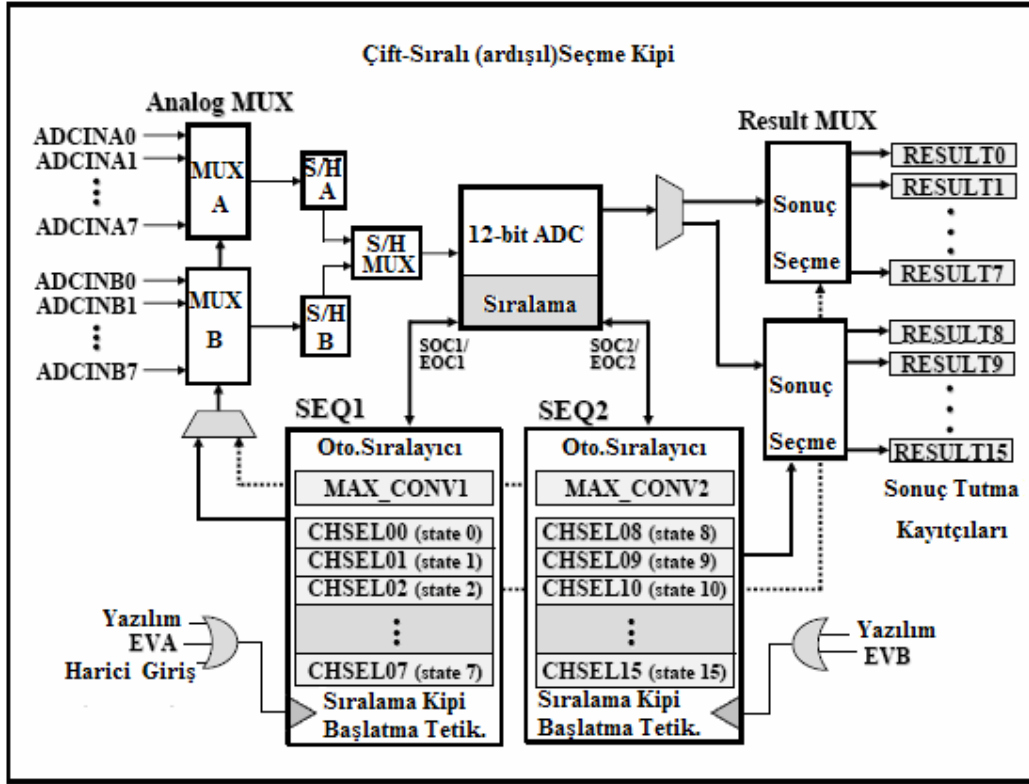 Çift-Sıralı (ardışıl)Seçme Kipi
Analog MUX
ADCINA0
ADCINA1
ADCINA7
ADCINB0
ADCINB1
ADCINB7
MUX
A
MUX
B
S/H
A
S/H
B
S/H
MUX
12-bit ADC
Sıralama
SOC1/
EOC1
SOC2/
EOC2
Result MUX
Sonuç
Seçme
Sonuç
Seçme
RESULT0
RESULT1
RESULT7
RESULT8
RESULT9
RESULT15
Sonuç Tutma
Kayıtçıları
SEQ1
Oto.Sıralayıcı
MAX_CONV1
CHSEL00 (state 0)
CHSEL01 (state 1)
CHSEL02 (state 2)
CHSEL07 (state 7)
Sıralama Kipi
Başlatma Tetik.
SEQ2
Oto.Sıralayıcı
MAX_CONV2
CHSEL08 (state 8)
CHSEL09 (state 9)
CHSEL10 (state 10)
CHSEL15 (state 15)
Sıralama Kipi
Başlatma Tetik.
Yazılım
EVA
Harici Giriş
Yazılım
EVB